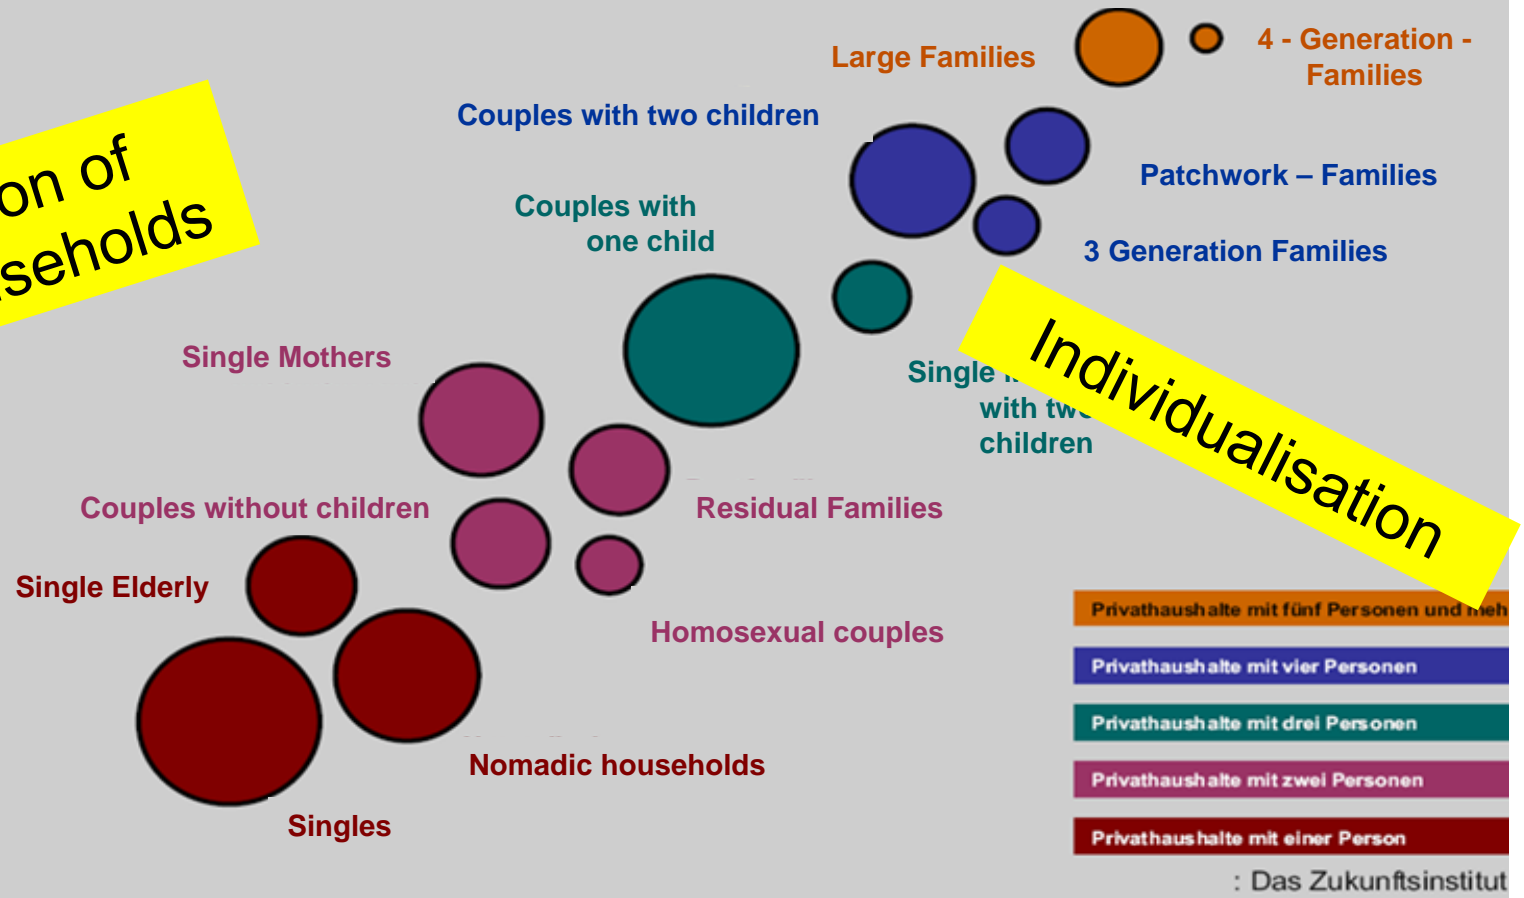 Large Families
4 - Generation -
Families
Couples with two children
on of
seholds
Patchwork – Families
Couples with
one child
3 Generation Families
Single Mothers
Single
with two
children
Individualisation
Couples without children
Residual Families
Single Elderly
Homosexual couples
Nomadic households
Singles
Privathaushalte mit fünf Personen und meh
Privathaushalte mit vier Personen
Privathaushalte mit drei Personen
Privathaushalte mit zwei Personen
Privathaushalte mit einer Person
: Das Zukunftsinstitut